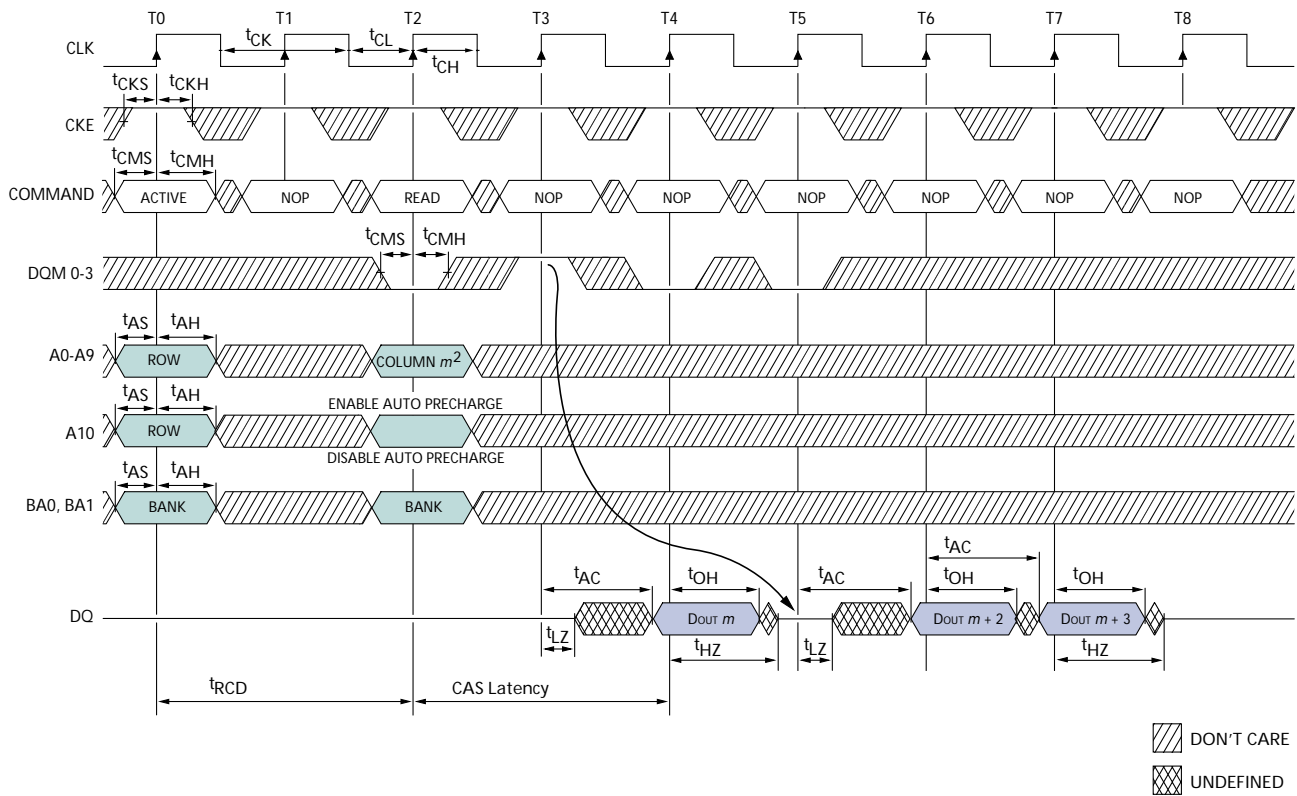 T0 T1 T2 T3 T4 T5 T6 T7 T8
CLK
tCK tCL
tCH
tCKS tCKH
CKE
tCMS tCMH
COMMAND ACTIVE NOP READ NOP NOP NOP NOP NOP NOP
tCMS tCMH
DQM 0-3
tAS tAH
A0-A9 ROW COLUMN m2
tAS tAH
ENABLE AUTO PRECHARGE
A10 ROW
DISABLE AUTO PRECHARGE
tAS tAH
BA0, BA1 BANK BANK
tAC
tAC tOH tAC tOH tOH
DQ DOUT m DOUT m + 2 DOUT m + 3
tLZ tHZ tLZ tHZ
tRCD CAS Latency
DON'T CARE
UNDEFINED